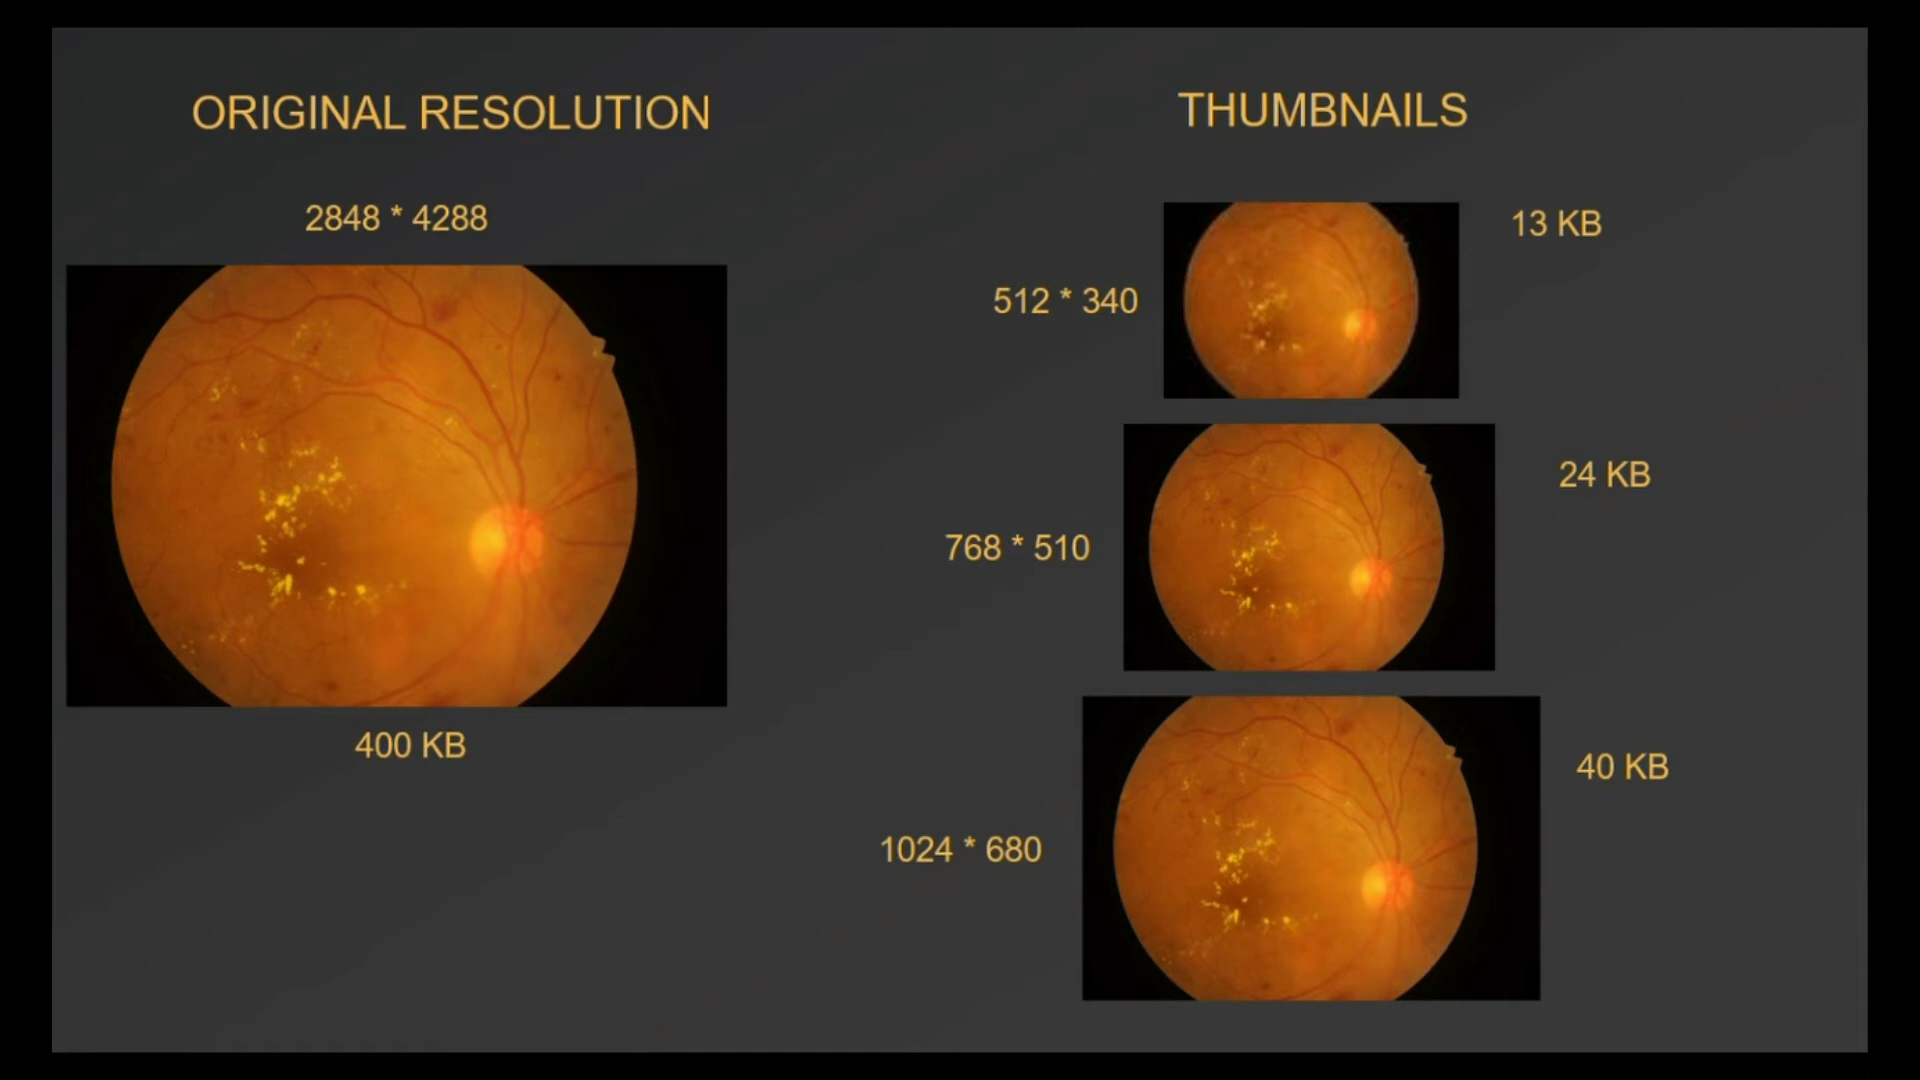 ORIGINAL RESOLUTION
2848 * 4288
400 KB
THUMBNAILS
512 * 340
13 KB
768 * 510
24 KB
1024 * 680
40 KB